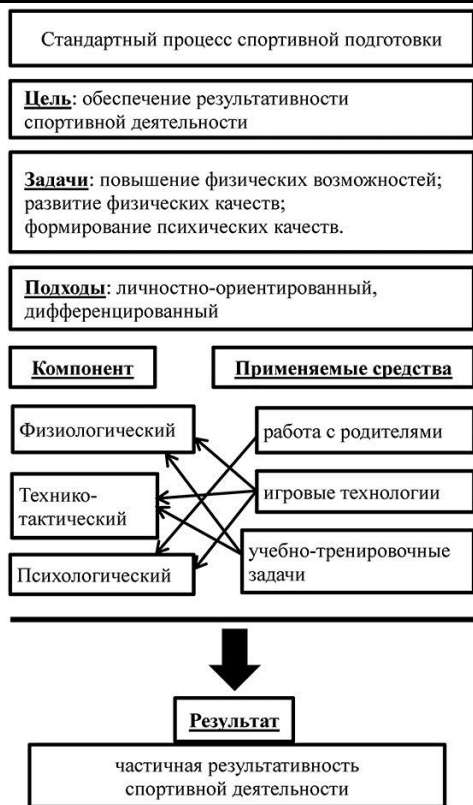 Стандартный процесс спортивной подготовки
Цель: обеспечение результативности
спортивной деятельности
Задачи: повышение физических возможностей;
развитие физических качеств;
формирование психических качеств.
Подходы: личностно-ориентированный,
дифференцированный
Компонент
Применяемые средства
Физиологический
работа с родителями
Технико-
тактический
игровые технологии
Психологический
учебно-тренировочные
задачи
Результат
частичная результативность
спортивной деятельности